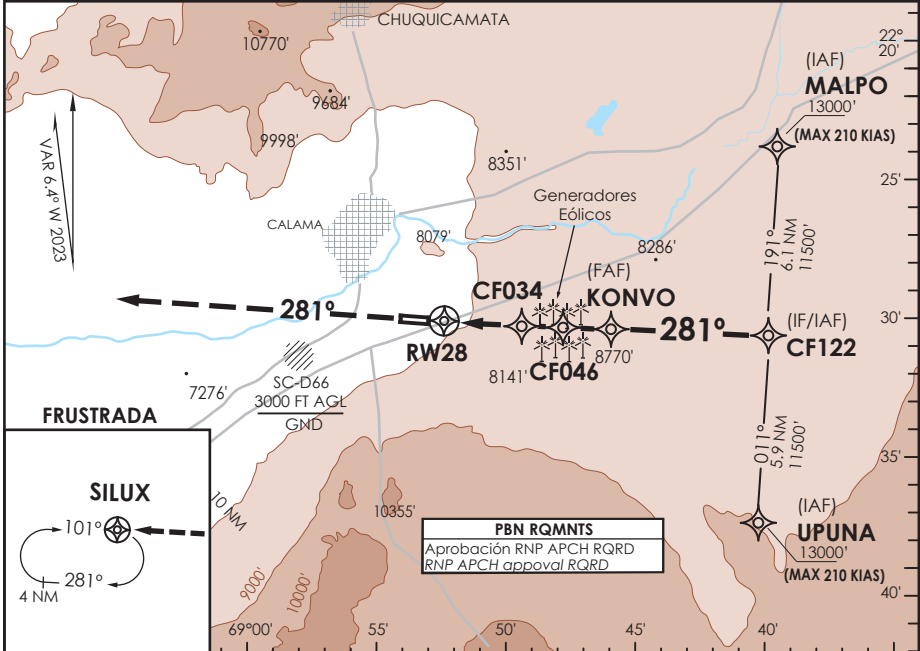 CHUQUICAMATA
22°
20'
10770'
(IAF)
MALPO
13000'
(MAX 210 KIAS)
9684'
9998'
VAR 6.4° W 2023
8351'
25'
Generadores
Eólicos
CALAMA
8079'
8286'
191°
6.1 NM
11500'
(FAF)
KONVO
CF034
281°
281°
30'
(IF/IAF)
CF122
RW28
8770'
CF046
8141'
7276'
SC-D66
3000 FT AGL
GND
FRUSTRADA
011°
5.9 NM
11500'
35'
SILUX
101°
281°
4 NM
10 NM
10355'
(IAF)
UPUNA
13000'
(MAX 210 KIAS)
PBN RQMNTS
Aprobación RNP APCH RQRD
RNP APCH appoval RQRD
9000'
10000'
40'
69°00'
55'
50'
45'
40'